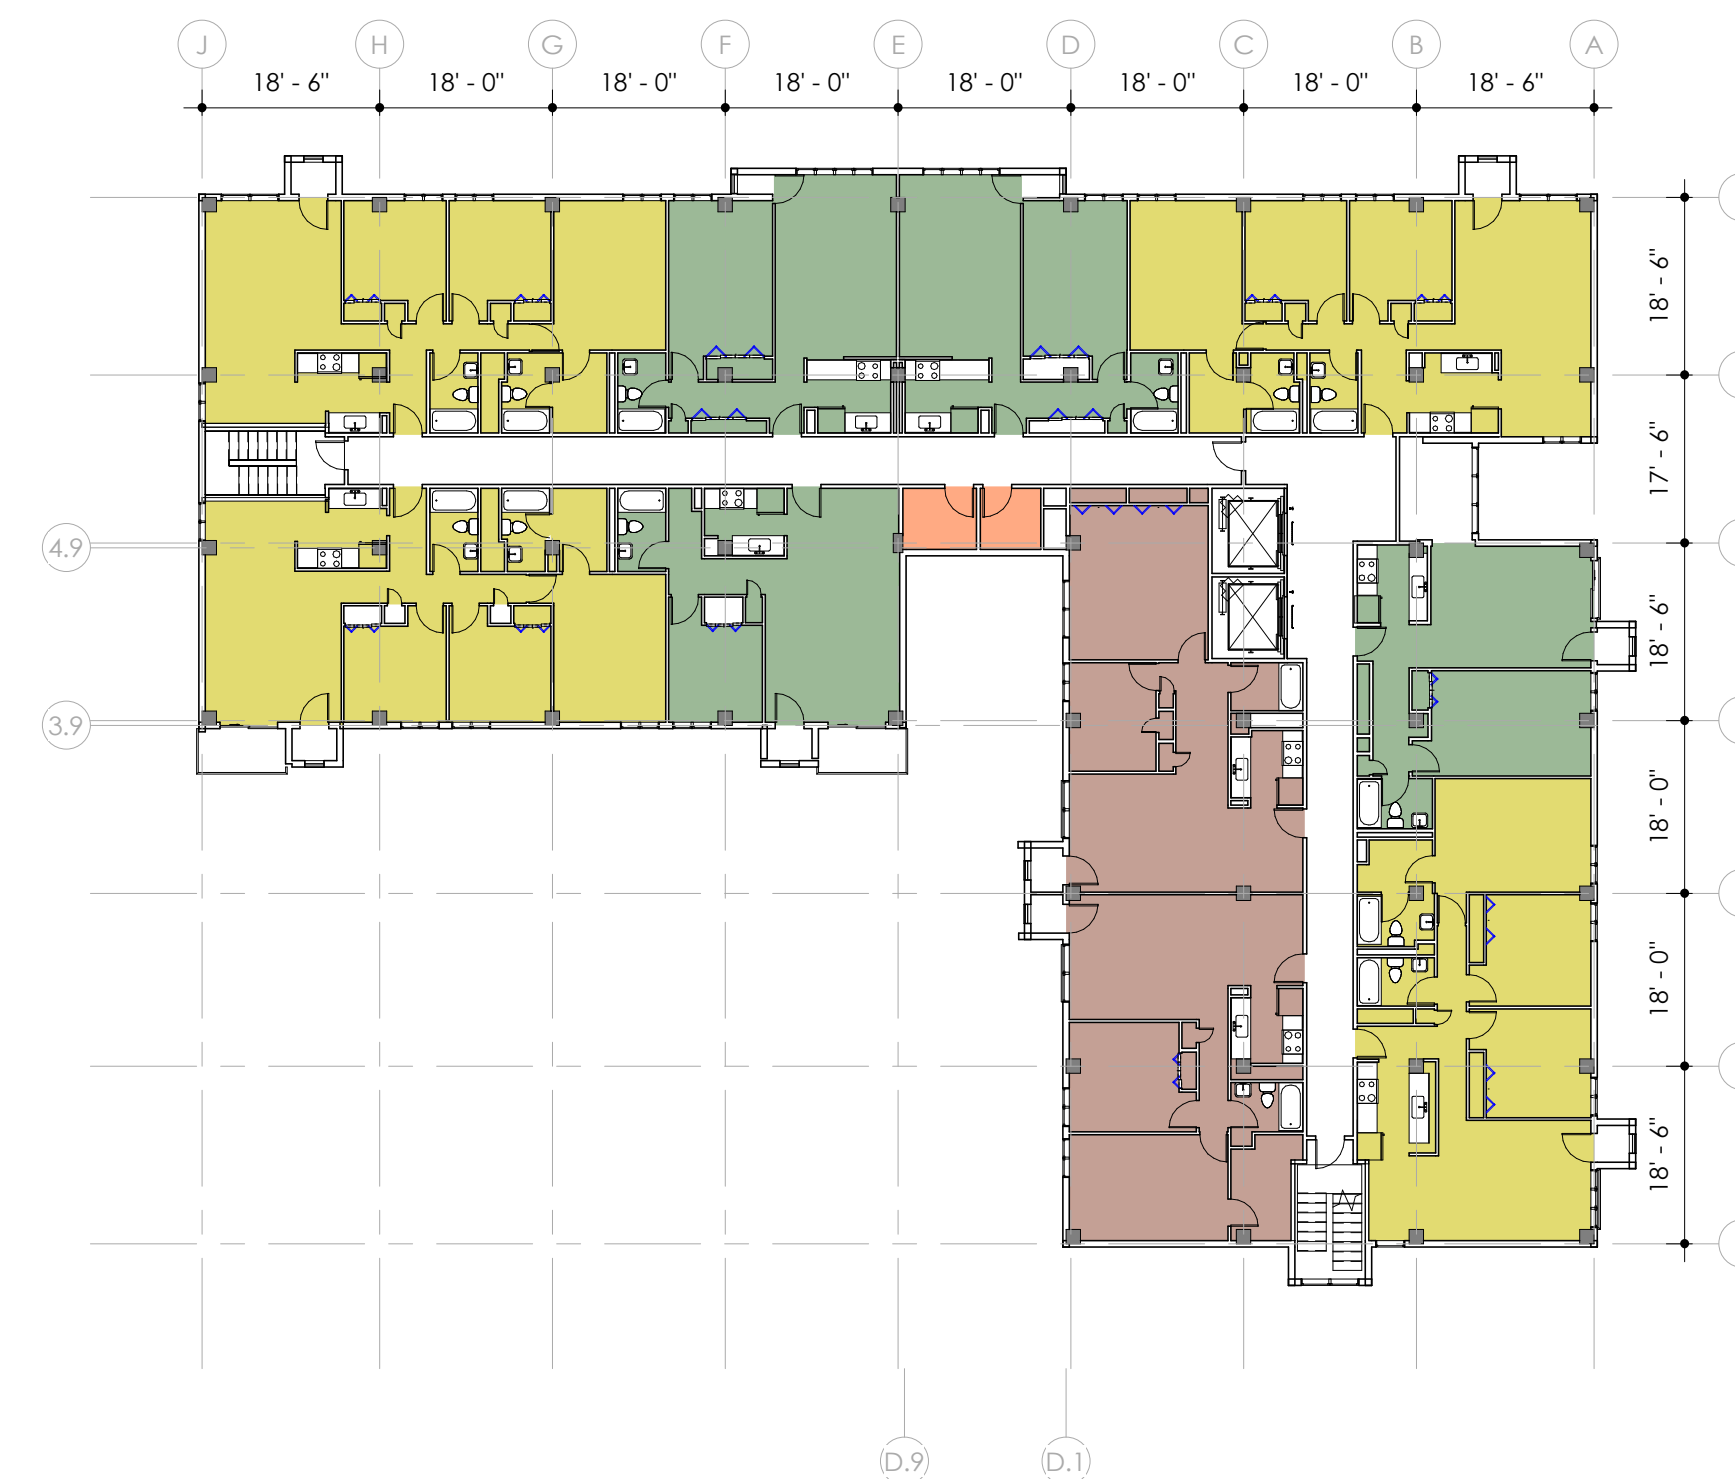 J H G F E D C B A
18' - 6" 18' - 0" 18' - 0" 18' - 0" 18' - 0" 18' - 0" 18' - 0" 18' - 6"
18' - 6"
17' - 6"
4.9
18' - 6"
3.9
18' - 0"
18' - 0"
18' - 6"
D.9 D.1